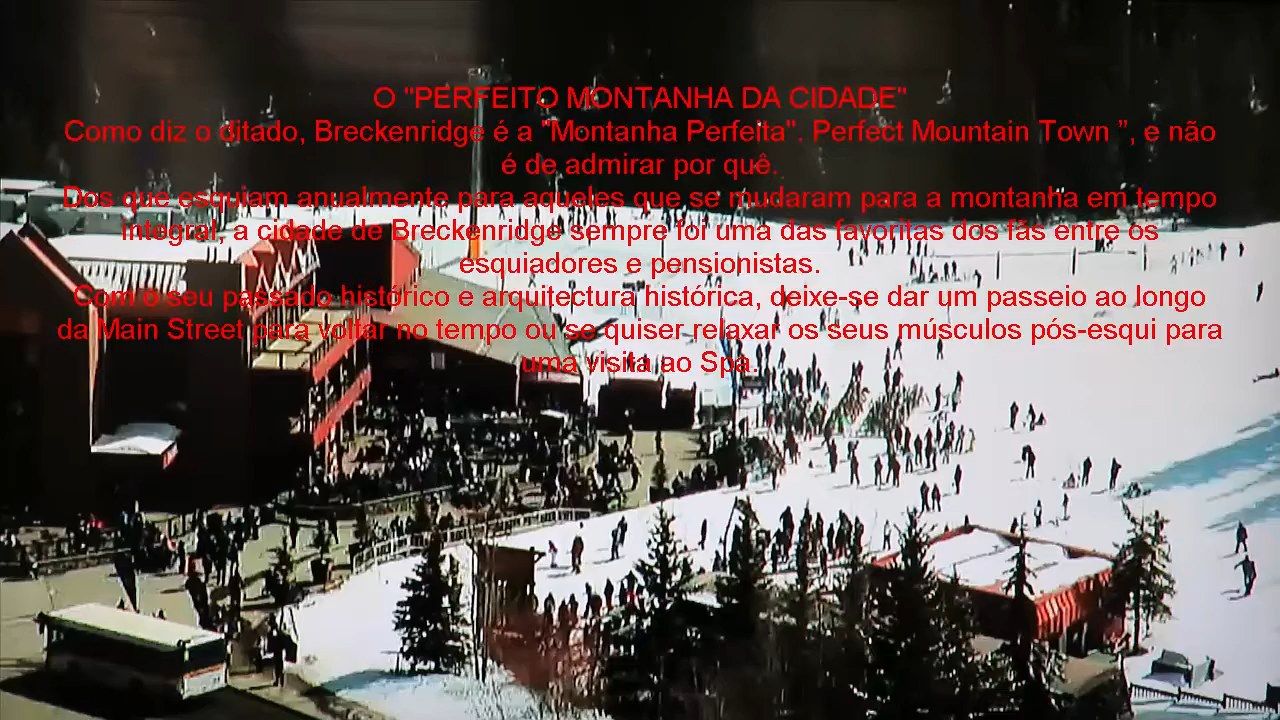 O "PERFEITO MONTANHA DA CIDADE"
Como diz o ditado, Breckenridge é a "Montanha Perfeita". Perfect Mountain Town ”, e não
é de admirar por quê.
Dos que esquiam anualmente para aqueles que se mudaram para a montanha em tempo
integral, a cidade de Breckenridge sempre foi uma das favoritas dos fãs entre os
esquiadores e pensionistas.
Com o seu passado histórico e arquitectura histórica, deixe-se dar um passeio ao longo
da Main Street para voltar no tempo ou se quiser relaxar os seus músculos pós-esqui para
uma visita ao Spa.